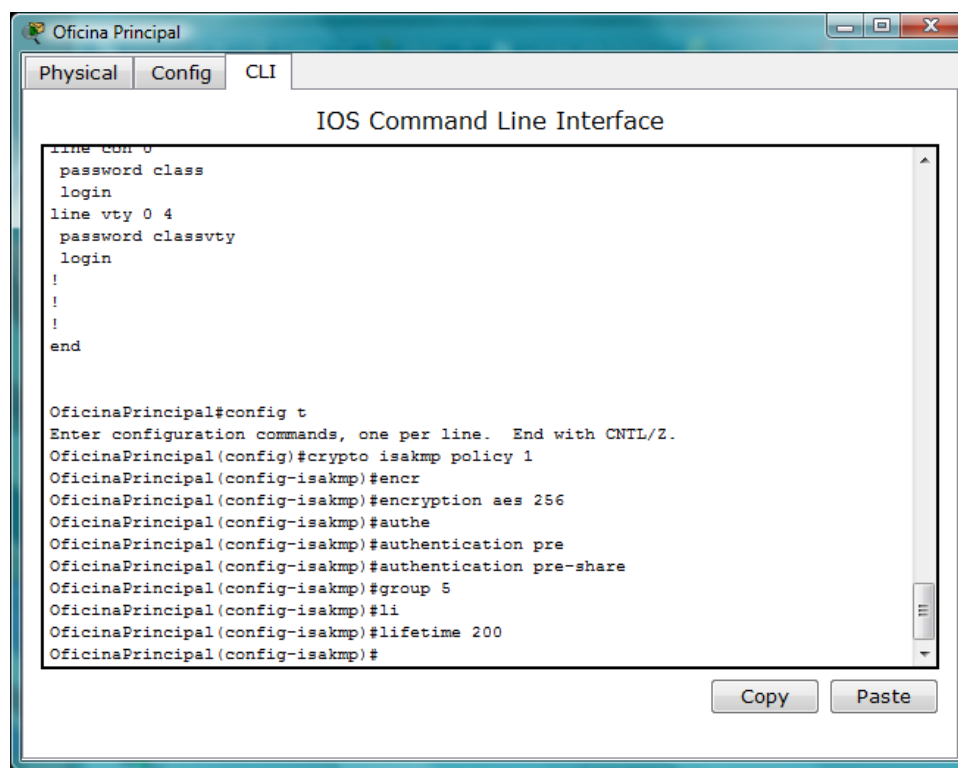 Oficina Principal
Physical Config CLI
IOS Command Line Interface
line con 0
password class
login
line vty 0 4
password classvty
login
!
!
!
end
OficinaPrincipal#config t
Enter configuration commands, one per line.  End with CNTL/Z.
OficinaPrincipal(config)#crypto isakmp policy 1
OficinaPrincipal(config-isakmp)#encr
OficinaPrincipal(config-isakmp)#encryption aes 256
OficinaPrincipal(config-isakmp)#authe
OficinaPrincipal(config-isakmp)#authentication pre
OficinaPrincipal(config-isakmp)#authentication pre-share
OficinaPrincipal(config-isakmp)#group 5
OficinaPrincipal(config-isakmp)#li
OficinaPrincipal(config-isakmp)#lifetime 200
OficinaPrincipal(config-isakmp)#
Copy Paste